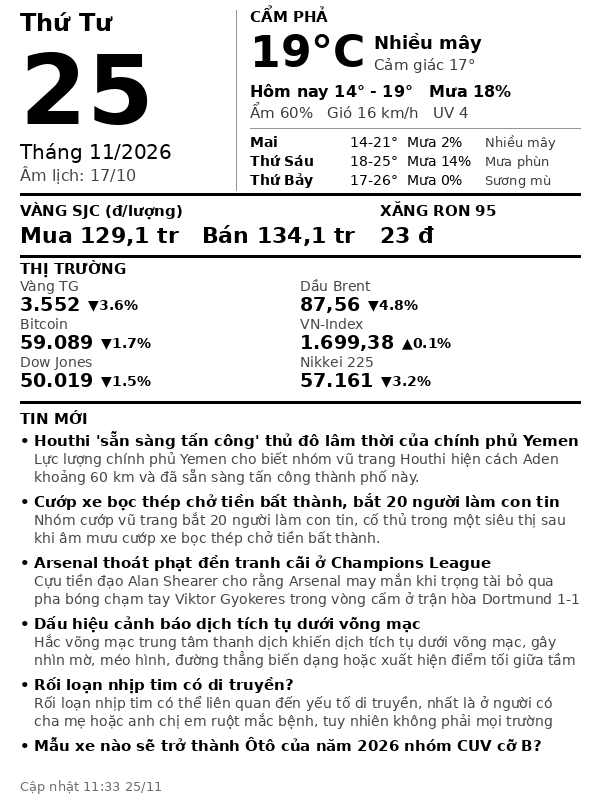 Thứ Tư
25
Tháng 11/2026
Âm lịch: 17/10
CẨM PHẢ
19°C Nhiều mây
Cảm giác 17°
Hôm nay 14° - 19° Mưa 18%
Ẩm 60% Gió 16 km/h UV 4
Mai 14-21° Mưa 2% Nhiều mây
Thứ Sáu 18-25° Mưa 14% Mưa phùn
Thứ Bảy 17-26° Mưa 0% Sương mù
VÀNG SJC (đ/lượng) XĂNG RON 95
Mua 129,1 tr Bán 134,1 tr 23 đ
THỊ TRƯỜNG
Vàng TG Dầu Brent
3.552 ▼3.6% 87,56 ▼4.8%
Bitcoin VN-Index
59.089 ▼1.7% 1.699,38 ▲0.1%
Dow Jones Nikkei 225
50.019 ▼1.5% 57.161 ▼3.2%
TIN MỚI
• Houthi 'sẵn sàng tấn công' thủ đô lâm thời của chính phủ Yemen
Lực lượng chính phủ Yemen cho biết nhóm vũ trang Houthi hiện cách Aden
khoảng 60 km và đã sẵn sàng tấn công thành phố này.
• Cướp xe bọc thép chở tiền bất thành, bắt 20 người làm con tin
Nhóm cướp vũ trang bắt 20 người làm con tin, cố thủ trong một siêu thị sau
khi âm mưu cướp xe bọc thép chở tiền bất thành.
• Arsenal thoát phạt đền tranh cãi ở Champions League
Cựu tiền đạo Alan Shearer cho rằng Arsenal may mắn khi trọng tài bỏ qua
pha bóng chạm tay Viktor Gyokeres trong vòng cấm ở trận hòa Dortmund 1-1
• Dấu hiệu cảnh báo dịch tích tụ dưới võng mạc
Hắc võng mạc trung tâm thanh dịch khiến dịch tích tụ dưới võng mạc, gây
nhìn mờ, méo hình, đường thẳng biến dạng hoặc xuất hiện điểm tối giữa tầm
• Rối loạn nhịp tim có di truyền?
Rối loạn nhịp tim có thể liên quan đến yếu tố di truyền, nhất là ở người có
cha mẹ hoặc anh chị em ruột mắc bệnh, tuy nhiên không phải mọi trường
• Mẫu xe nào sẽ trở thành Ôtô của năm 2026 nhóm CUV cỡ B?
Cập nhật 11:33 25/11